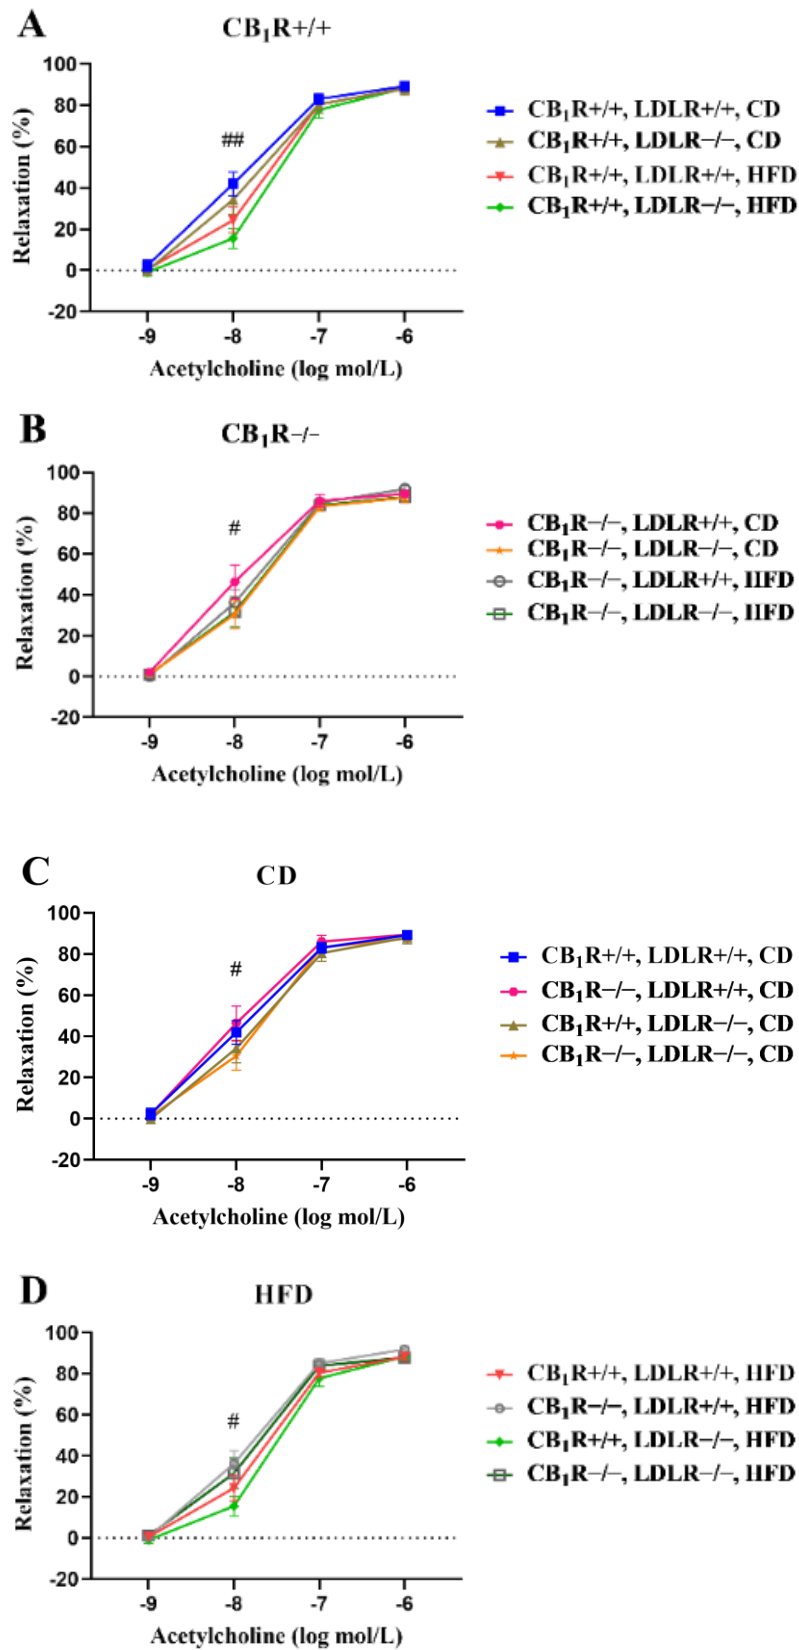 A
CB₁R+/+
Relaxation (%)
100
80
60
40
20
0
-20
##
-9 -8 -7 -6
Acetylcholine (log mol/L)
CB₁R+/+, LDLR+/+, CD
CB₁R+/+, LDLR−/−, CD
CB₁R+/+, LDLR+/+, HFD
CB₁R+/+, LDLR−/−, HFD
B
CB₁R−/−
Relaxation (%)
100
80
60
40
20
0
-20
#
-9 -8 -7 -6
Acetylcholine (log mol/L)
CB₁R−/−, LDLR+/+, CD
CB₁R−/−, LDLR−/−, CD
CB₁R−/−, LDLR+/+, HFD
CB₁R−/−, LDLR−/−, HFD
C
CD
Relaxation (%)
100
80
60
40
20
0
-20
#
-9 -8 -7 -6
Acetylcholine (log mol/L)
CB₁R+/+, LDLR+/+, CD
CB₁R−/−, LDLR+/+, CD
CB₁R+/+, LDLR−/−, CD
CB₁R−/−, LDLR−/−, CD
D
HFD
Relaxation (%)
100
80
60
40
20
0
-20
#
-9 -8 -7 -6
Acetylcholine (log mol/L)
CB₁R+/+, LDLR+/+, HFD
CB₁R−/−, LDLR+/+, HFD
CB₁R+/+, LDLR−/−, HFD
CB₁R−/−, LDLR−/−, HFD